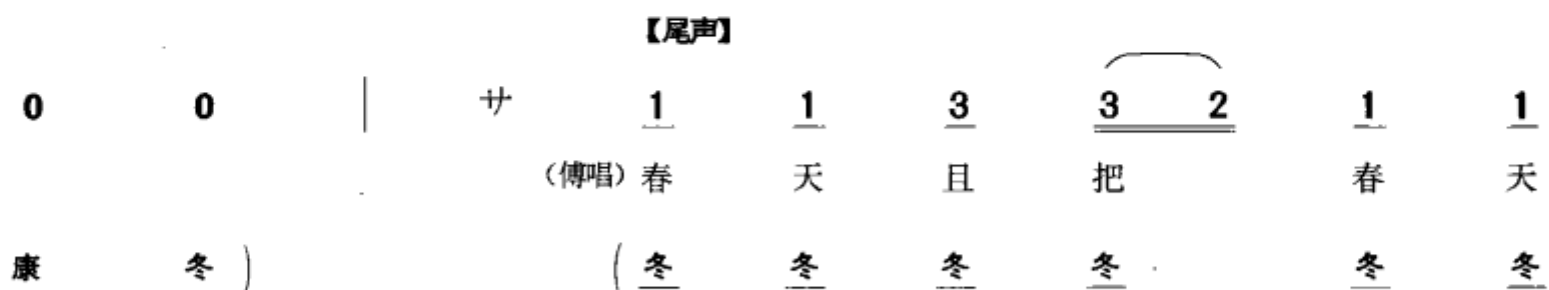 【尾声】
0 0 | サ 1 1 3 3 2 1 1
（傅唱）春 天 且 把 春 天
康 冬 ) ( 冬 冬 冬 冬 冬 冬